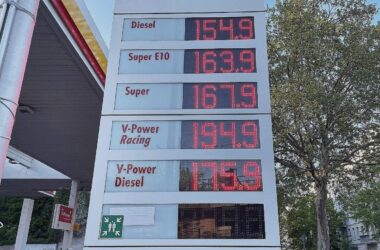 Diesel 154.9
Super E10 163.9
Super 167.9
V-Power
Racing 194.9
V-Power
Diesel 175.9